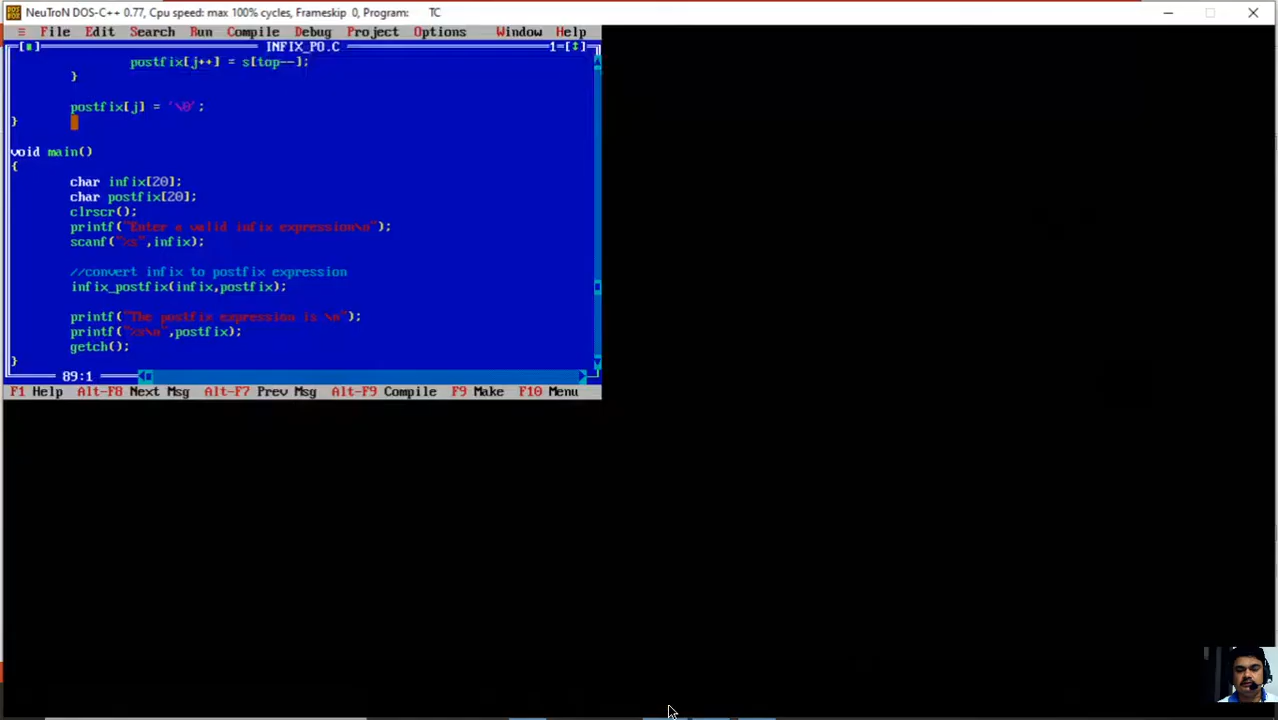 NeuTroN DOS-C++ 0.77, Cpu speed: max 100% cycles, Frameskip 0, Program: TC
≡ File Edit Search Run Compile Debug Project Options Window Help
[■] INFIX_PO.C 1=[↕]
postfix[j++] = s[top--];
}
postfix[j] = '\0';
}
void main()
{
char infix[20];
char postfix[20];
clrscr();
printf("Enter a valid infix expression\n");
scanf("%s",infix);
//convert infix to postfix expression
infix_postfix(infix,postfix);
printf("The postfix expression is \n");
printf("%s\n",postfix);
getch();
}
89:1
F1 Help Alt-F8 Next Msg Alt-F7 Prev Msg Alt-F9 Compile F9 Make F10 Menu